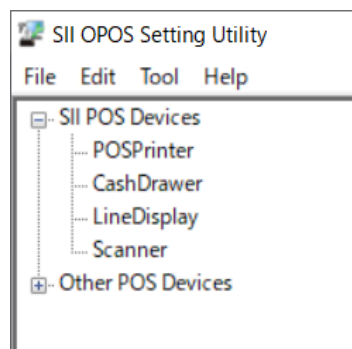 SII OPOS Setting Utility
File Edit Tool Help
SII POS Devices
POSPrinter
CashDrawer
LineDisplay
Scanner
Other POS Devices